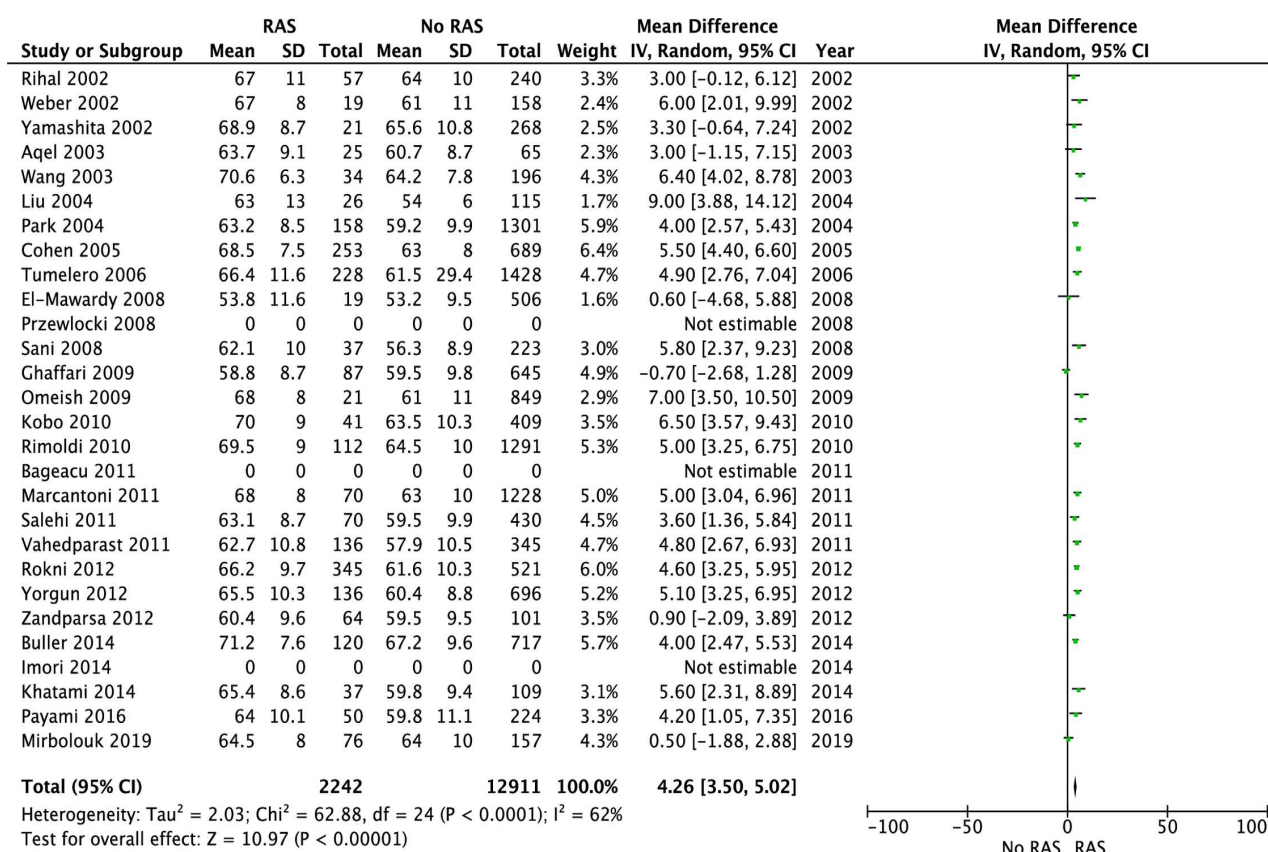 RAS No RAS Mean Difference Mean Difference
Study or Subgroup Mean SD Total Mean SD Total Weight IV, Random, 95% CI Year IV, Random, 95% CI
Rihal 2002 67 11 57 64 10 240 3.3% 3.00 [-0.12, 6.12] 2002
Weber 2002 67 8 19 61 11 158 2.4% 6.00 [2.01, 9.99] 2002
Yamashita 2002 68.9 8.7 21 65.6 10.8 268 2.5% 3.30 [-0.64, 7.24] 2002
Aqel 2003 63.7 9.1 25 60.7 8.7 65 2.3% 3.00 [-1.15, 7.15] 2003
Wang 2003 70.6 6.3 34 64.2 7.8 196 4.3% 6.40 [4.02, 8.78] 2003
Liu 2004 63 13 26 54 6 115 1.7% 9.00 [3.88, 14.12] 2004
Park 2004 63.2 8.5 158 59.2 9.9 1301 5.9% 4.00 [2.57, 5.43] 2004
Cohen 2005 68.5 7.5 253 63 8 689 6.4% 5.50 [4.40, 6.60] 2005
Tumelero 2006 66.4 11.6 228 61.5 29.4 1428 4.7% 4.90 [2.76, 7.04] 2006
El-Mawardy 2008 53.8 11.6 19 53.2 9.5 506 1.6% 0.60 [-4.68, 5.88] 2008
Przewlocki 2008 0 0 0 0 0 0 Not estimable 2008
Sani 2008 62.1 10 37 56.3 8.9 223 3.0% 5.80 [2.37, 9.23] 2008
Ghaffari 2009 58.8 8.7 87 59.5 9.8 645 4.9% -0.70 [-2.68, 1.28] 2009
Omeish 2009 68 8 21 61 11 849 2.9% 7.00 [3.50, 10.50] 2009
Kobo 2010 70 9 41 63.5 10.3 409 3.5% 6.50 [3.57, 9.43] 2010
Rimoldi 2010 69.5 9 112 64.5 10 1291 5.3% 5.00 [3.25, 6.75] 2010
Bageacu 2011 0 0 0 0 0 0 Not estimable 2011
Marcantoni 2011 68 8 70 63 10 1228 5.0% 5.00 [3.04, 6.96] 2011
Salehi 2011 63.1 8.7 70 59.5 9.9 430 4.5% 3.60 [1.36, 5.84] 2011
Vahedparast 2011 62.7 10.8 136 57.9 10.5 345 4.7% 4.80 [2.67, 6.93] 2011
Rokni 2012 66.2 9.7 345 61.6 10.3 521 6.0% 4.60 [3.25, 5.95] 2012
Yorgun 2012 65.5 10.3 136 60.4 8.8 696 5.2% 5.10 [3.25, 6.95] 2012
Zandparsa 2012 60.4 9.6 64 59.5 9.5 101 3.5% 0.90 [-2.09, 3.89] 2012
Buller 2014 71.2 7.6 120 67.2 9.6 717 5.7% 4.00 [2.47, 5.53] 2014
Imori 2014 0 0 0 0 0 0 Not estimable 2014
Khatami 2014 65.4 8.6 37 59.8 9.4 109 3.1% 5.60 [2.31, 8.89] 2014
Payami 2016 64 10.1 50 59.8 11.1 224 3.3% 4.20 [1.05, 7.35] 2016
Mirbolouk 2019 64.5 8 76 64 10 157 4.3% 0.50 [-1.88, 2.88] 2019
Total (95% CI) 2242 12911 100.0% 4.26 [3.50, 5.02]
Heterogeneity: Tau² = 2.03; Chi² = 62.88, df = 24 (P < 0.0001); I² = 62%
Test for overall effect: Z = 10.97 (P < 0.00001)
-100 -50 0 50 100
No RAS RAS